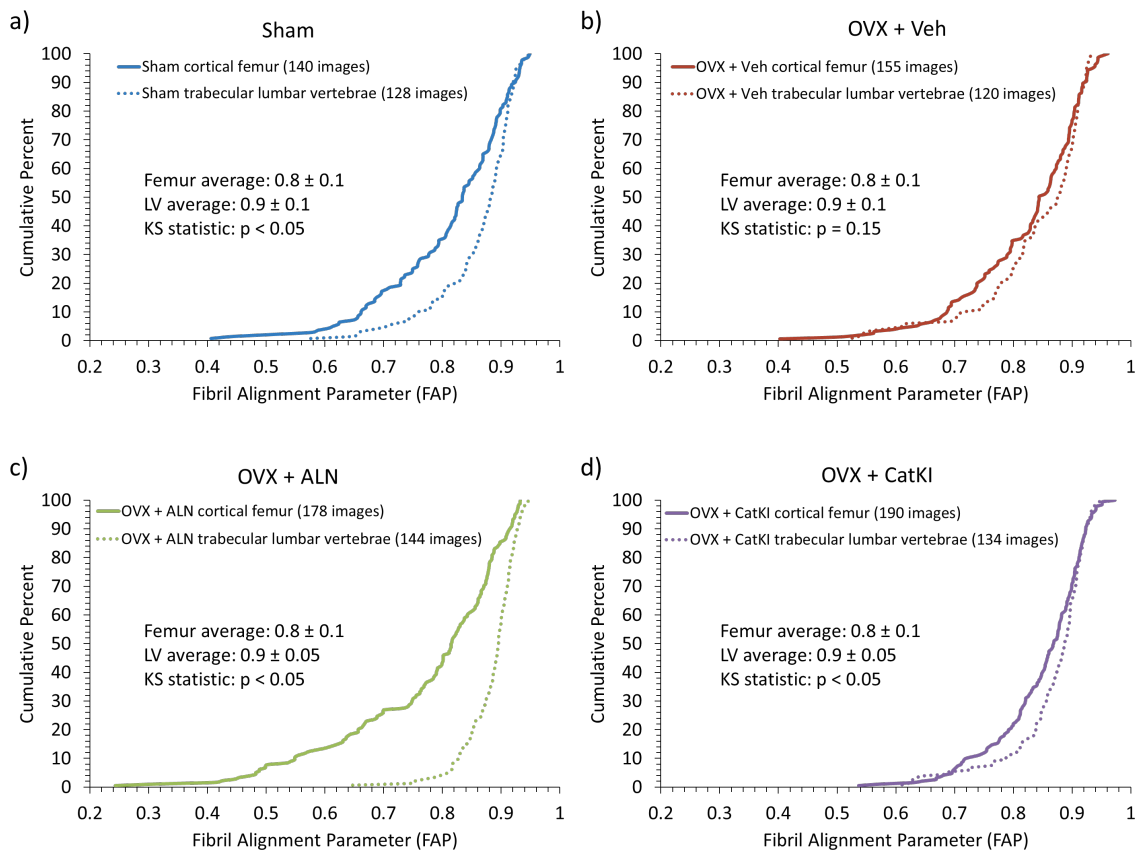 a)
Sham
Cumulative Percent
100
90
80
70
60
50
40
30
20
10
0
Sham cortical femur (140 images)
Sham trabecular lumbar vertebrae (128 images)
Femur average: 0.8 ± 0.1
LV average: 0.9 ± 0.1
KS statistic: p < 0.05
0.2 0.3 0.4 0.5 0.6 0.7 0.8 0.9 1
Fibril Alignment Parameter (FAP)
b)
OVX + Veh
Cumulative Percent
100
90
80
70
60
50
40
30
20
10
0
OVX + Veh cortical femur (155 images)
OVX + Veh trabecular lumbar vertebrae (120 images)
Femur average: 0.8 ± 0.1
LV average: 0.9 ± 0.1
KS statistic: p = 0.15
0.2 0.3 0.4 0.5 0.6 0.7 0.8 0.9 1
Fibril Alignment Parameter (FAP)
c)
OVX + ALN
Cumulative Percent
100
90
80
70
60
50
40
30
20
10
0
OVX + ALN cortical femur (178 images)
OVX + ALN trabecular lumbar vertebrae (144 images)
Femur average: 0.8 ± 0.1
LV average: 0.9 ± 0.05
KS statistic: p < 0.05
0.2 0.3 0.4 0.5 0.6 0.7 0.8 0.9 1
Fibril Alignment Parameter (FAP)
d)
OVX + CatKI
Cumulative Percent
100
90
80
70
60
50
40
30
20
10
0
OVX + CatKI cortical femur (190 images)
OVX + CatKI trabecular lumbar vertebrae (134 images)
Femur average: 0.8 ± 0.1
LV average: 0.9 ± 0.05
KS statistic: p < 0.05
0.2 0.3 0.4 0.5 0.6 0.7 0.8 0.9 1
Fibril Alignment Parameter (FAP)